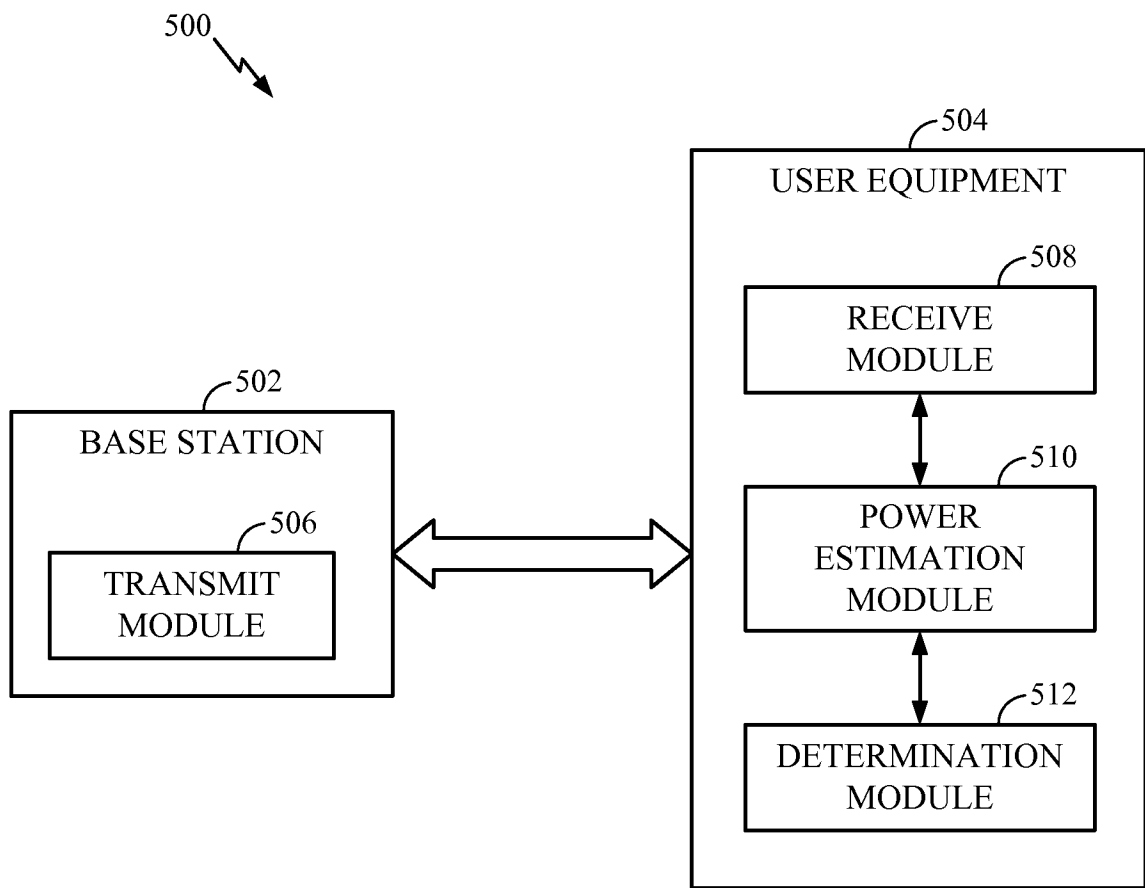 500
504
USER EQUIPMENT
508
RECEIVE
MODULE
502
BASE STATION
506
TRANSMIT
MODULE
510
POWER
ESTIMATION
MODULE
512
DETERMINATION
MODULE